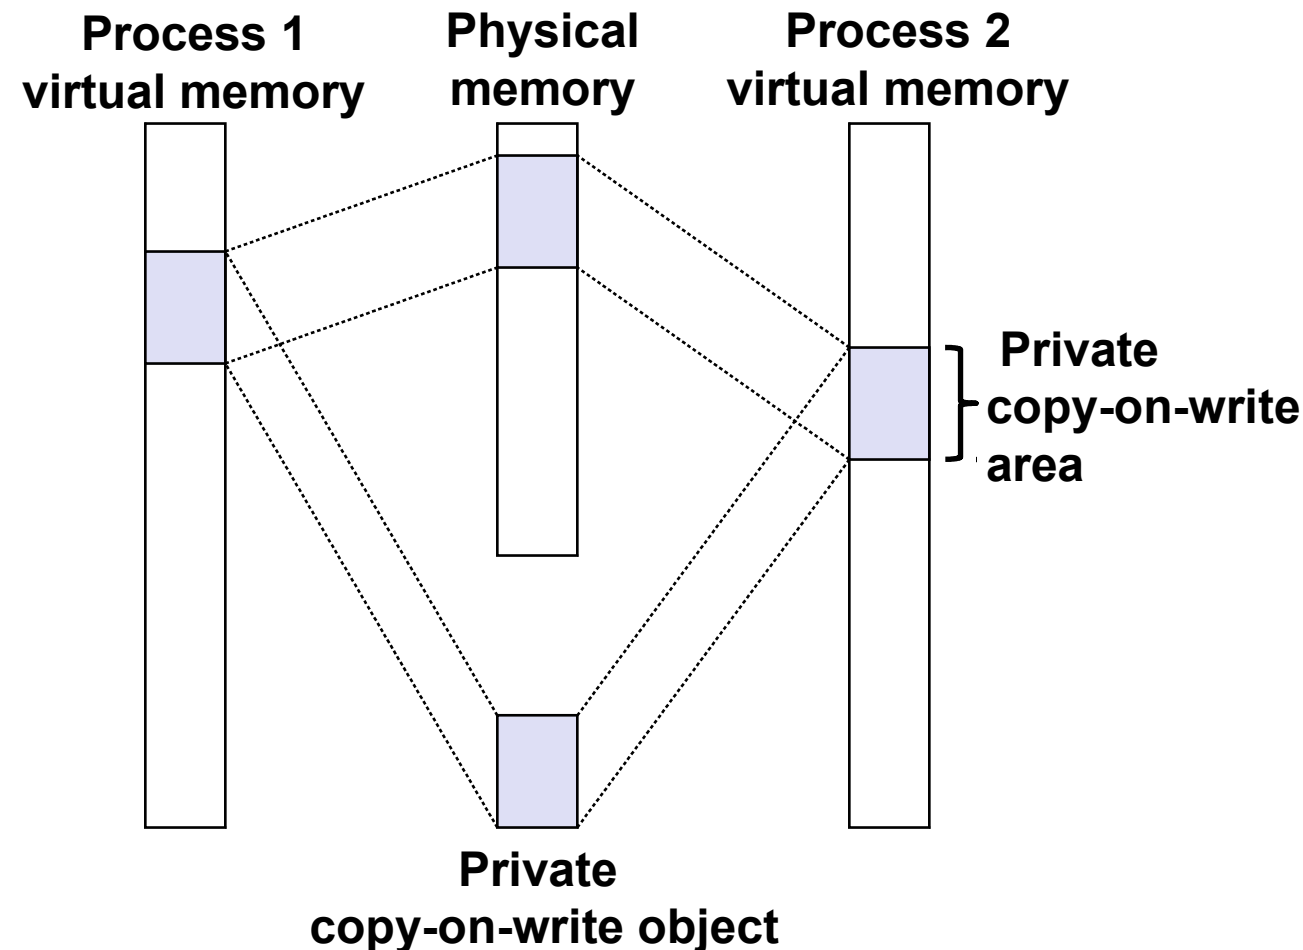 Process 1
virtual memory
Physical
memory
Process 2
virtual memory
Private
copy-on-write
area
Private
copy-on-write object